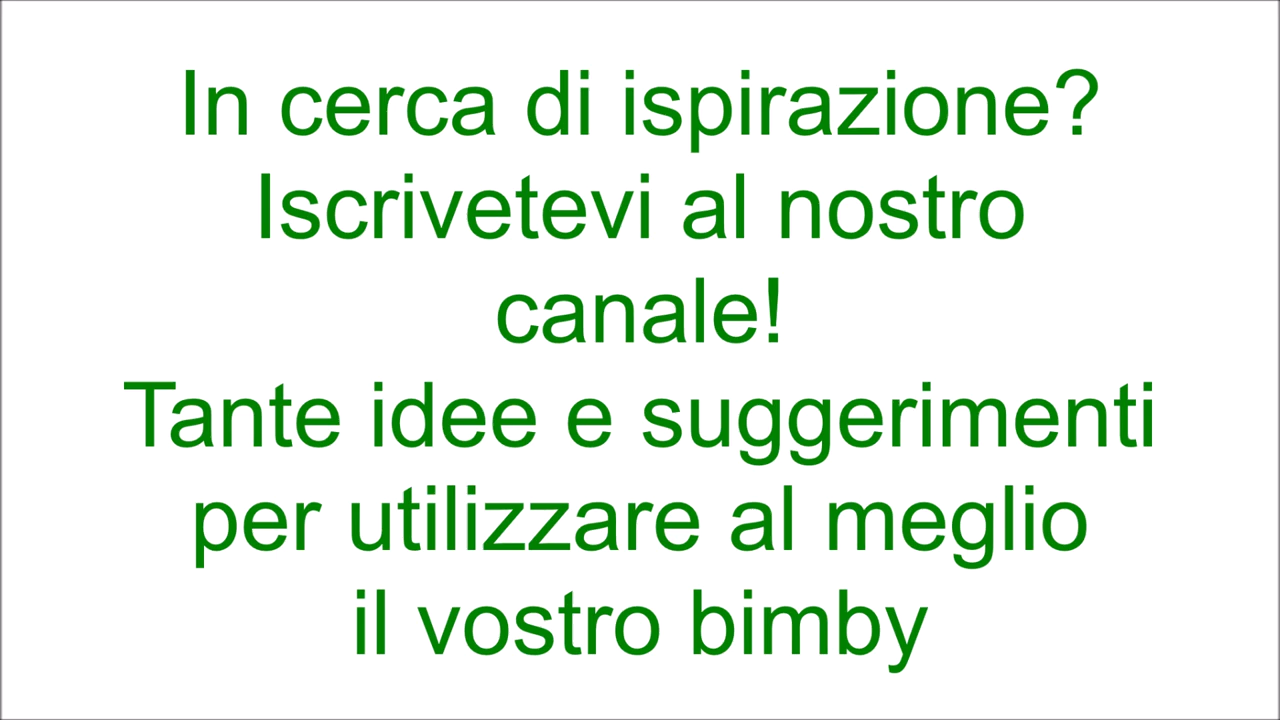 In cerca di ispirazione?
Iscrivetevi al nostro
canale!
Tante idee e suggerimenti
per utilizzare al meglio
il vostro bimby